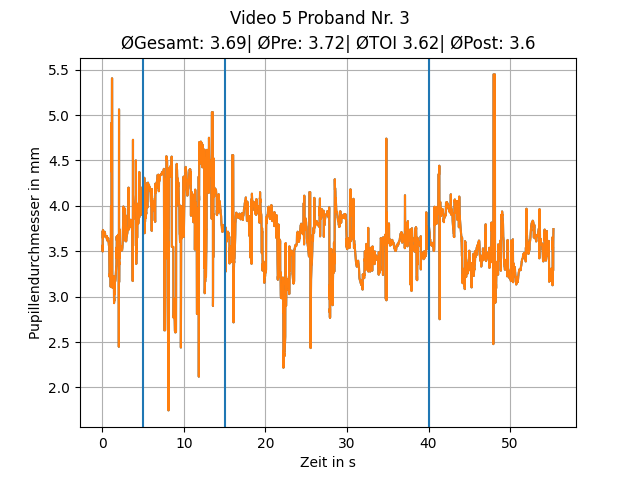 Video 5 Proband Nr. 3
ØGesamt: 3.69| ØPre: 3.72| ØTOI 3.62| ØPost: 3.6
5.5
5.0
4.5
4.0
3.5
3.0
2.5
2.0
Pupillendurchmesser in mm
0 10 20 30 40 50
Zeit in s